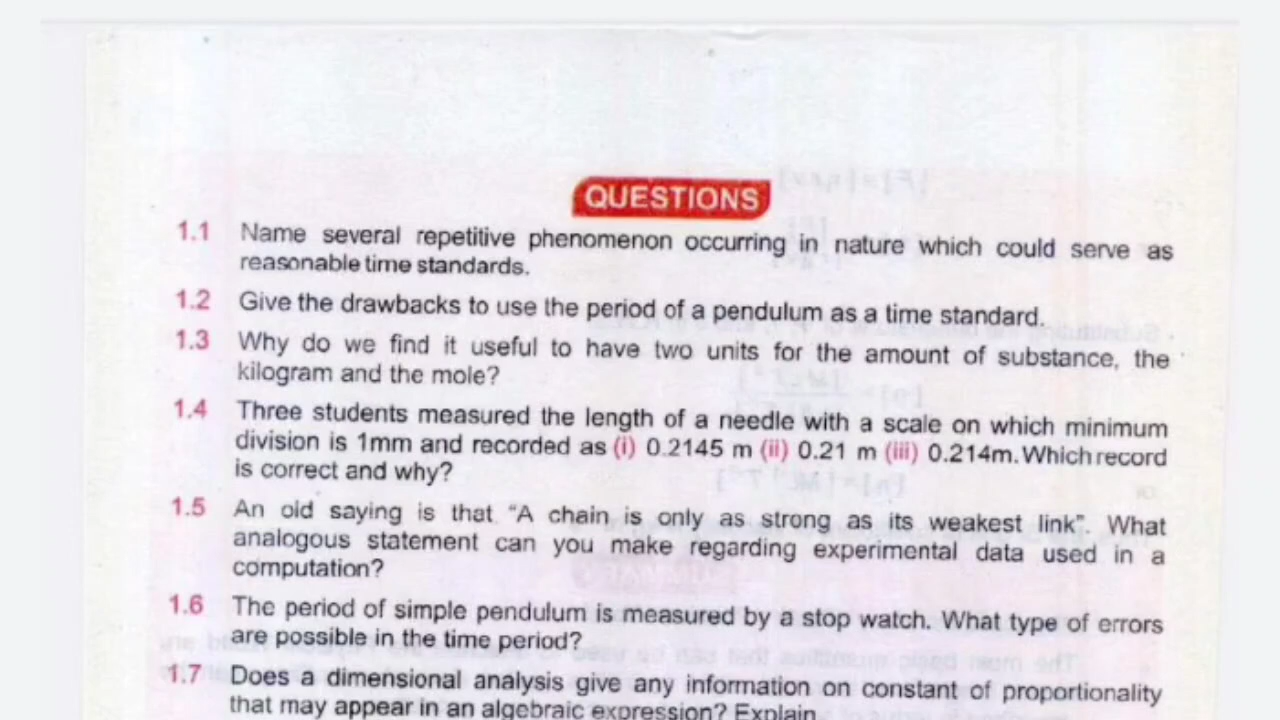 QUESTIONS
1.1 Name several repetitive phenomenon occurring in nature which could serve as
reasonable time standards.
1.2 Give the drawbacks to use the period of a pendulum as a time standard.
1.3 Why do we find it useful to have two units for the amount of substance, the
kilogram and the mole?
1.4 Three students measured the length of a needle with a scale on which minimum
division is 1mm and recorded as (i) 0.2145 m (ii) 0.21 m (iii) 0.214m. Which record
is correct and why?
1.5 An old saying is that “A chain is only as strong as its weakest link”. What
analogous statement can you make regarding experimental data used in a
computation?
1.6 The period of simple pendulum is measured by a stop watch. What type of errors
are possible in the time period?
1.7 Does a dimensional analysis give any information on constant of proportionality
that may appear in an algebraic expression? Explain.